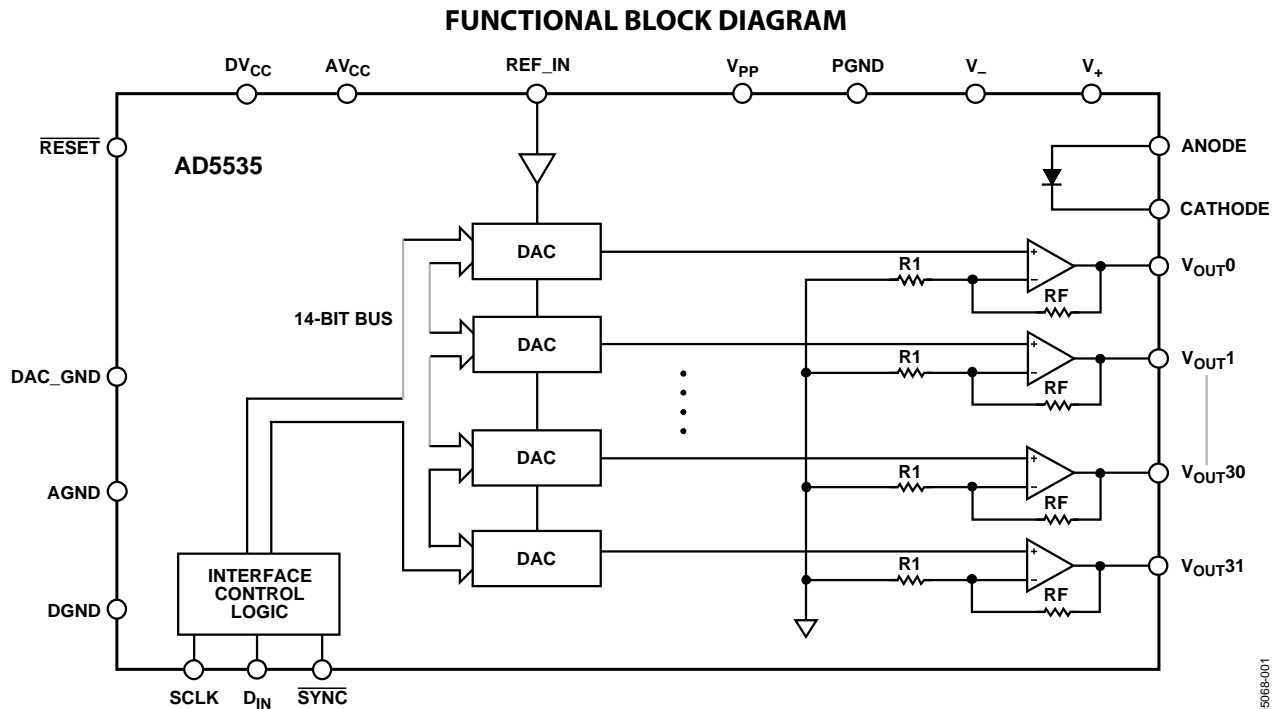 FUNCTIONAL BLOCK DIAGRAM
DVCC AVCC REF_IN VPP PGND V– V+
RESET
AD5535
ANODE
CATHODE
DAC
+
–
R1
RF
VOUT0
14-BIT BUS
DAC
+
–
R1
RF
VOUT1
DAC_GND
DAC
+
–
R1
RF
VOUT30
AGND
DAC
+
–
R1
RF
VOUT31
INTERFACE
CONTROL
LOGIC
DGND
SCLK DIN SYNC
5068-001